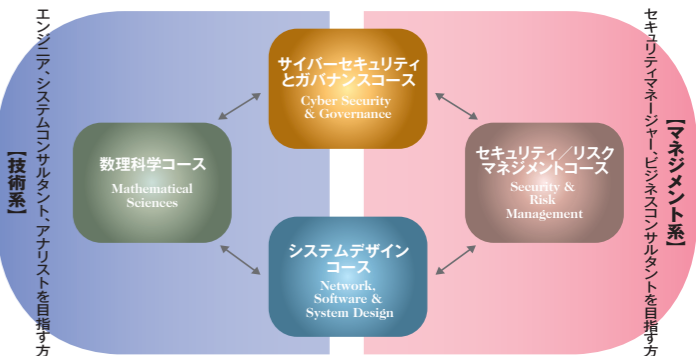 エンジニア、システムコンサルタント、アナリストを目指す方
【技術系】
サイバーセキュリティ
とガバナンスコース
Cyber Security
& Governance
数理科学コース
Mathematical
Sciences
セキュリティ／リスク
マネジメントコース
Security &
Risk
Management
システムデザイン
コース
Network,
Software &
System Design
【マネジメント系】
セキュリティマネージャー、ビジネスコンサルタントを目指す方